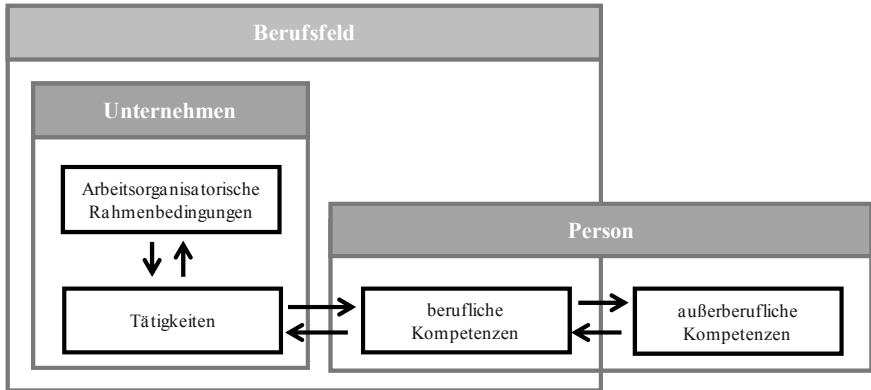 Berufsfeld
Unternehmen
Arbeitsorganisatorische
Rahmenbedingungen
Person
Tätigkeiten
berufliche
Kompetenzen
außerberufliche
Kompetenzen